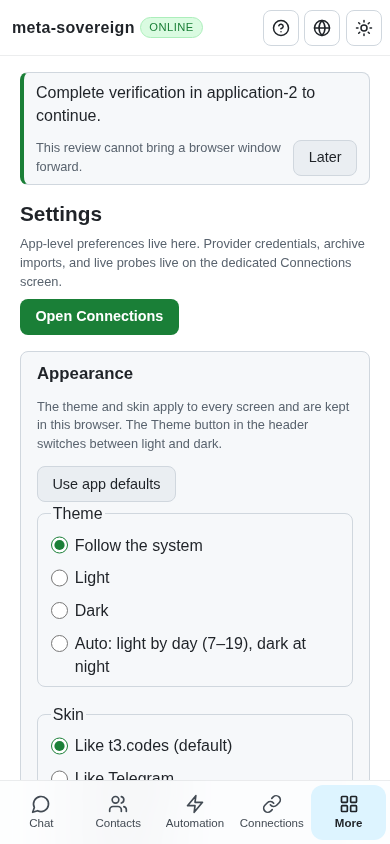 meta-sovereign ONLINE
Complete verification in application-2 to
continue.
This review cannot bring a browser window
forward.
Later
Settings
App-level preferences live here. Provider credentials, archive
imports, and live probes live on the dedicated Connections
screen.
Open Connections
Appearance
The theme and skin apply to every screen and are kept
in this browser. The Theme button in the header
switches between light and dark.
Use app defaults
Theme
Follow the system
Light
Dark
Auto: light by day (7–19), dark at
night
Skin
Like t3.codes (default)
Like Telegram
Chat Contacts Automation Connections More